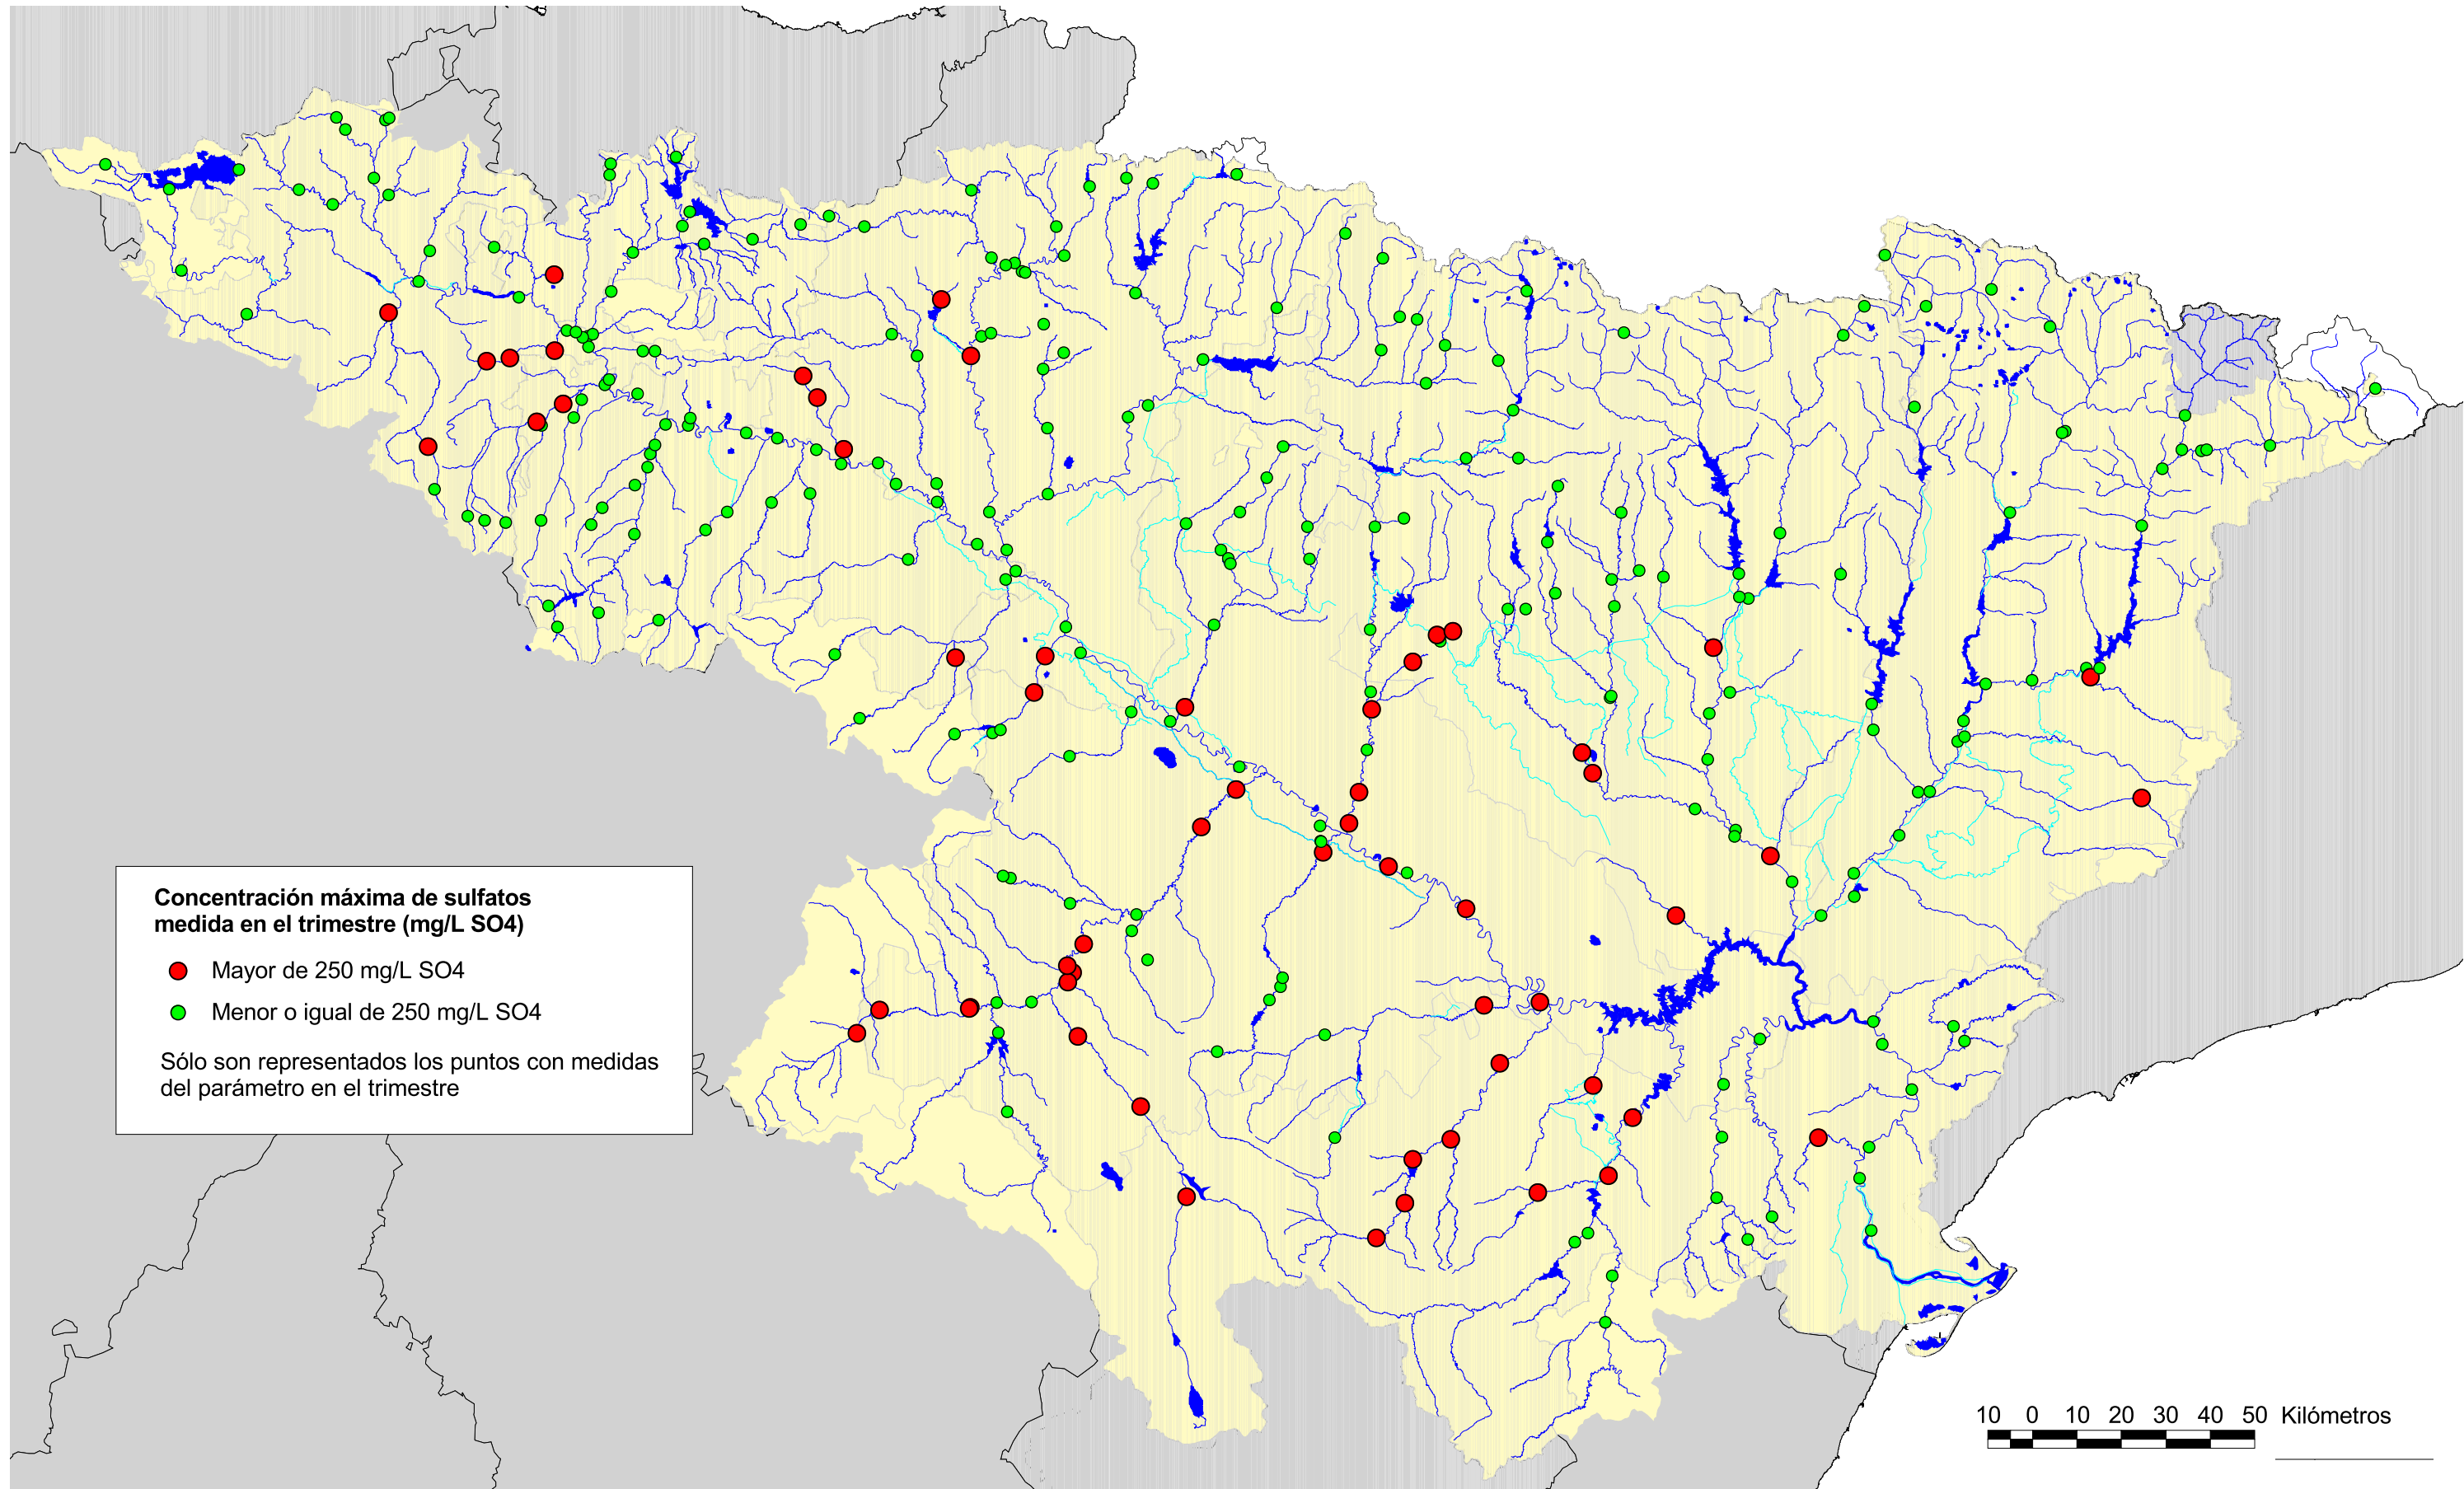 Concentración máxima de sulfatos
medida en el trimestre (mg/L SO4)
Mayor de 250 mg/L SO4
Menor o igual de 250 mg/L SO4
Sólo son representados los puntos con medidas
del parámetro en el trimestre
10 0 10 20 30 40 50 Kilómetros